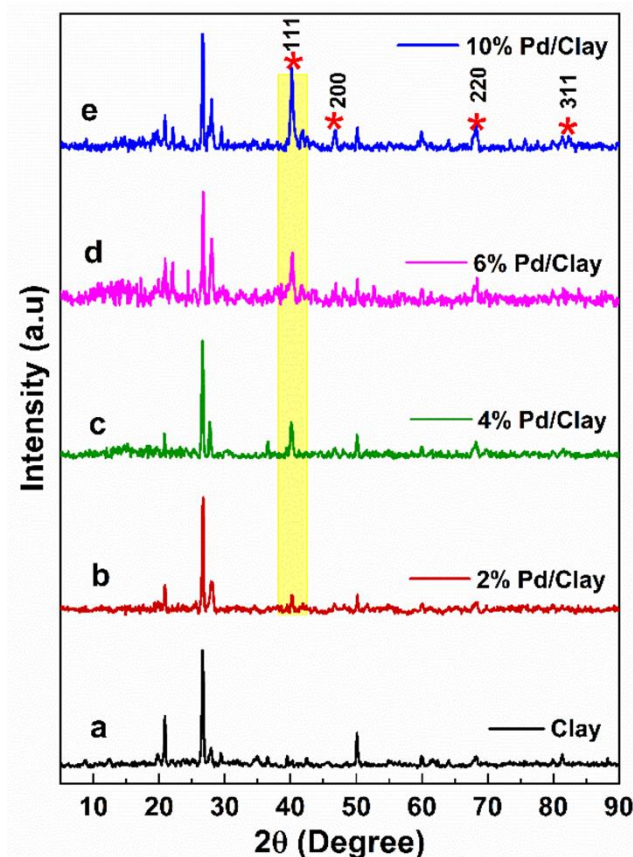 111
10% Pd/Clay
e
200
220
311
d
6% Pd/Clay
c
4% Pd/Clay
b
2% Pd/Clay
a
Clay
Intensity (a.u)
10 20 30 40 50 60 70 80 90
2θ (Degree)